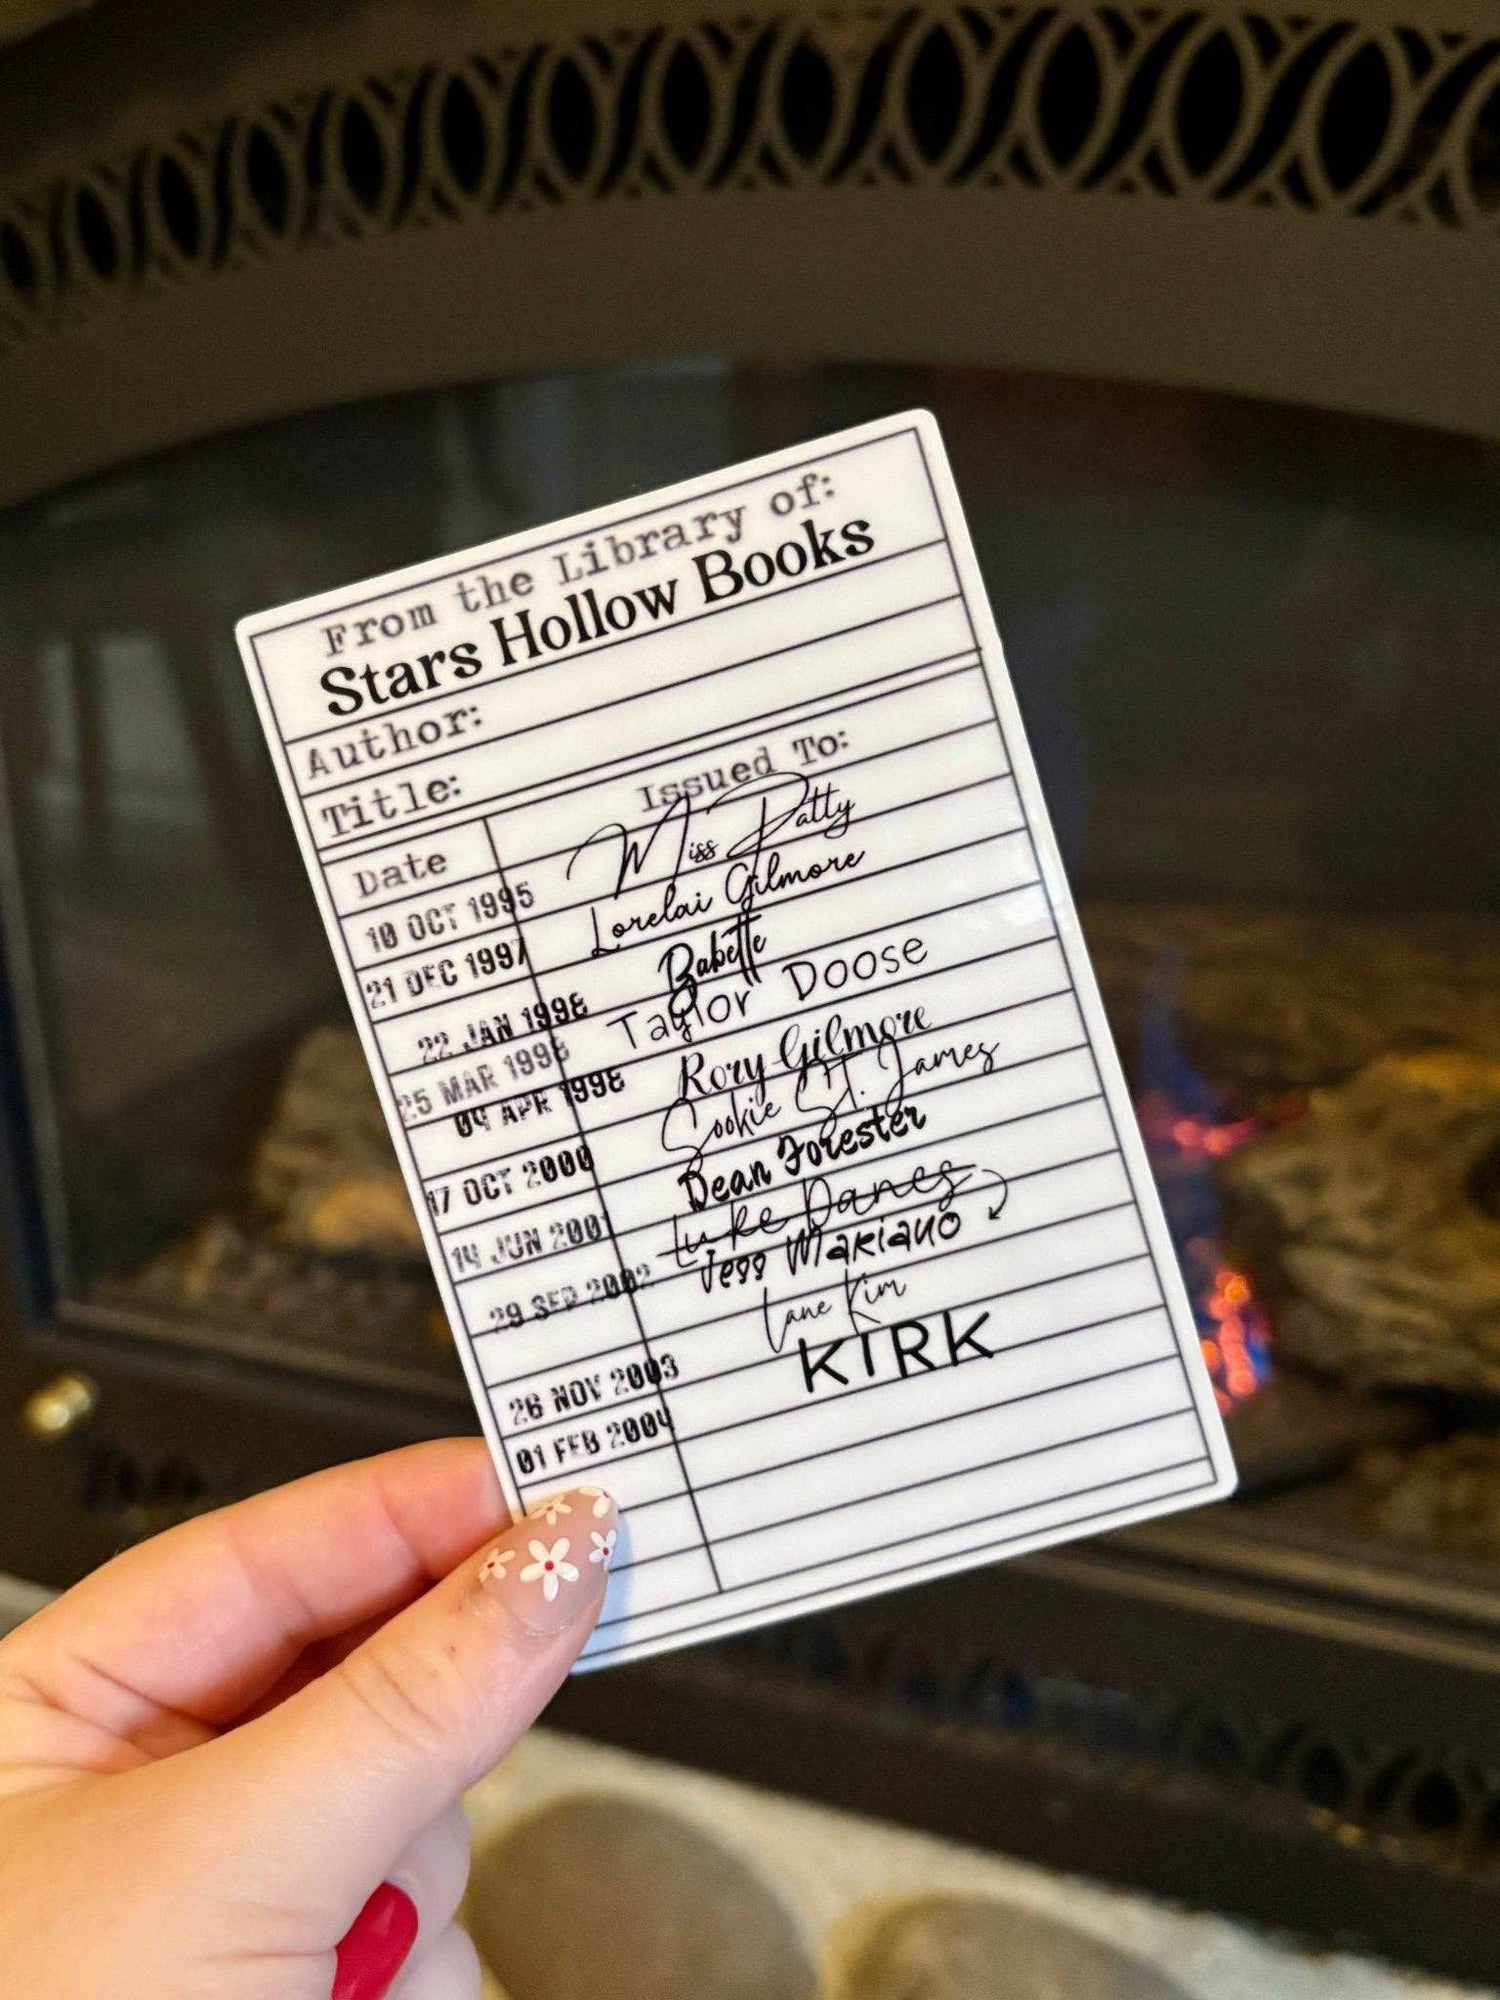 From the Library of:
Stars Hollow Books
Author:
Title:
Date Issued To:
10 OCT 1995 Miss Patty
21 DEC 1997 Lorelai Gilmore
22 JAN 1998 Babette
25 MAR 1998 Taylor Doose
04 APR 1998 Rory Gilmore
17 OCT 2000 Sookie St. James
14 JUN 2001 Dean Forester
29 SEP 2002 Luke Danes
Jess Mariano
26 NOV 2003 Lane Kim
01 FEB 2004 KIRK